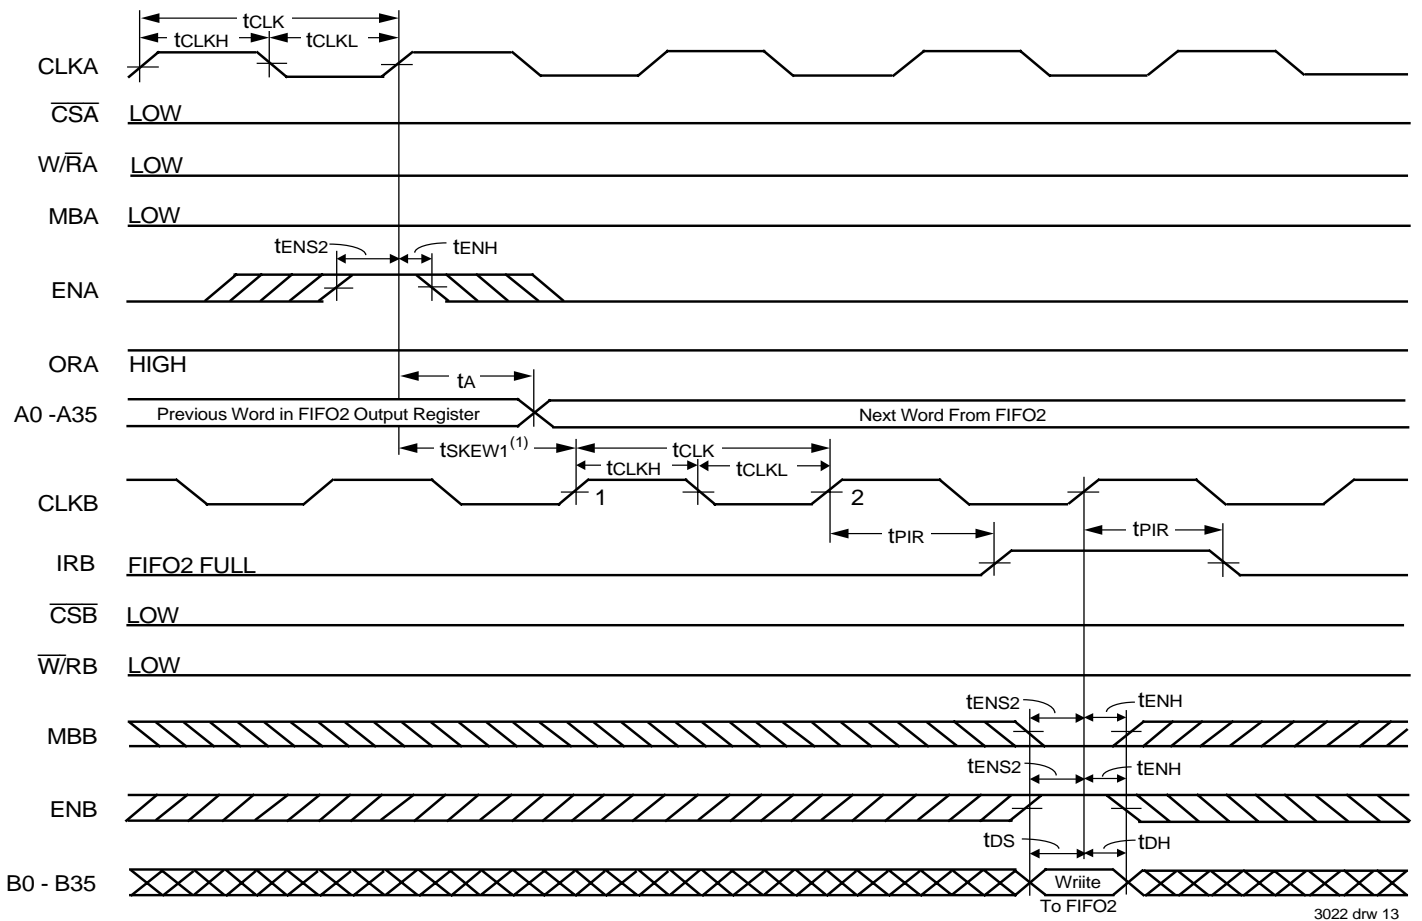 tCLK
tCLKH tCLKL
CLKA
CSA LOW
W/RA LOW
MBA LOW
tENS2 tENH
ENA
ORA HIGH
tA
A0 -A35 Previous Word in FIFO2 Output Register Next Word From FIFO2
tSKEW1(1) tCLK
tCLKH tCLKL
CLKB 1 2
tPIR tPIR
IRB FIFO2 FULL
CSB LOW
W/RB LOW
tENS2 tENH
MBB
tENS2 tENH
ENB
tDS tDH
B0 - B35 Wriite
To FIFO2
3022 drw 13